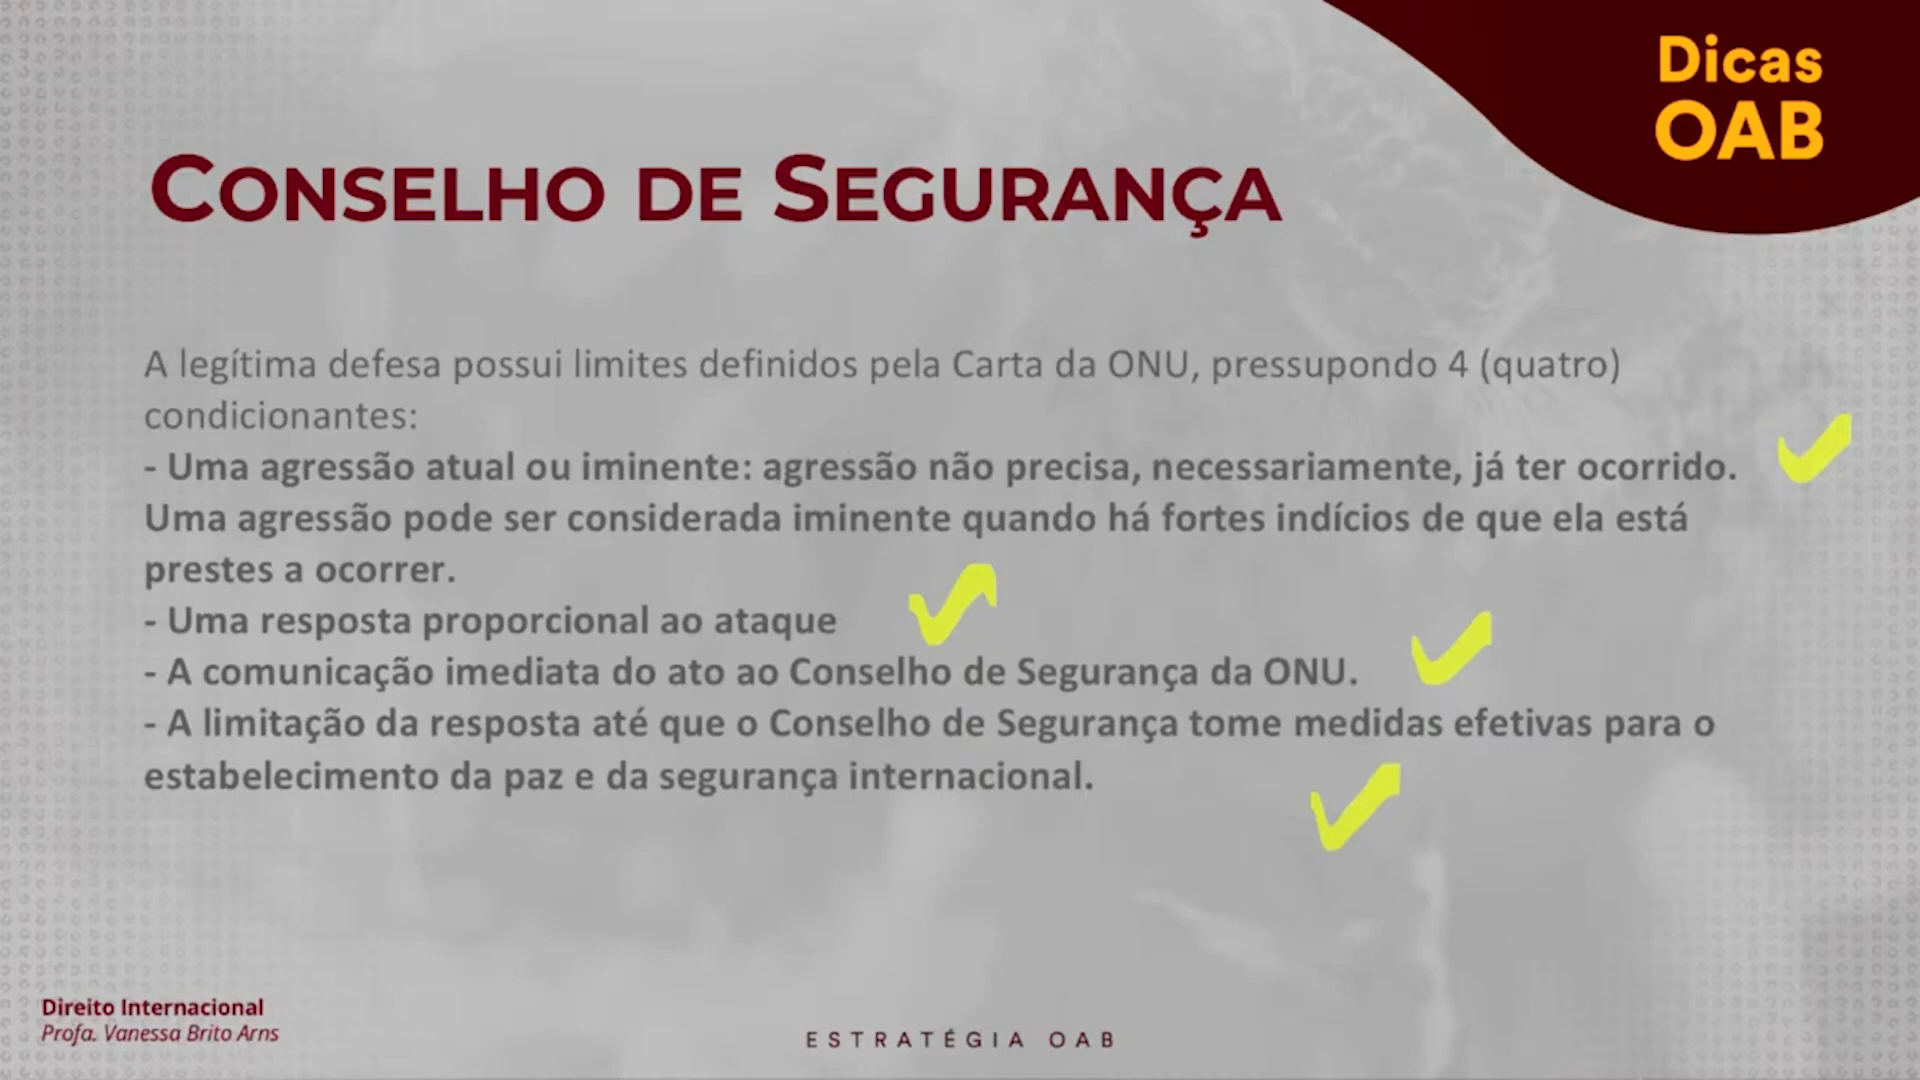 Dicas
OAB
CONSELHO DE SEGURANÇA
A legítima defesa possui limites definidos pela Carta da ONU, pressupondo 4 (quatro)
condicionantes:
- Uma agressão atual ou iminente: agressão não precisa, necessariamente, já ter ocorrido.
Uma agressão pode ser considerada iminente quando há fortes indícios de que ela está
prestes a ocorrer.
- Uma resposta proporcional ao ataque
- A comunicação imediata do ato ao Conselho de Segurança da ONU.
- A limitação da resposta até que o Conselho de Segurança tome medidas efetivas para o
estabelecimento da paz e da segurança internacional.
Direito Internacional
Profa. Vanessa Brito Arns
ESTRATÉGIA OAB